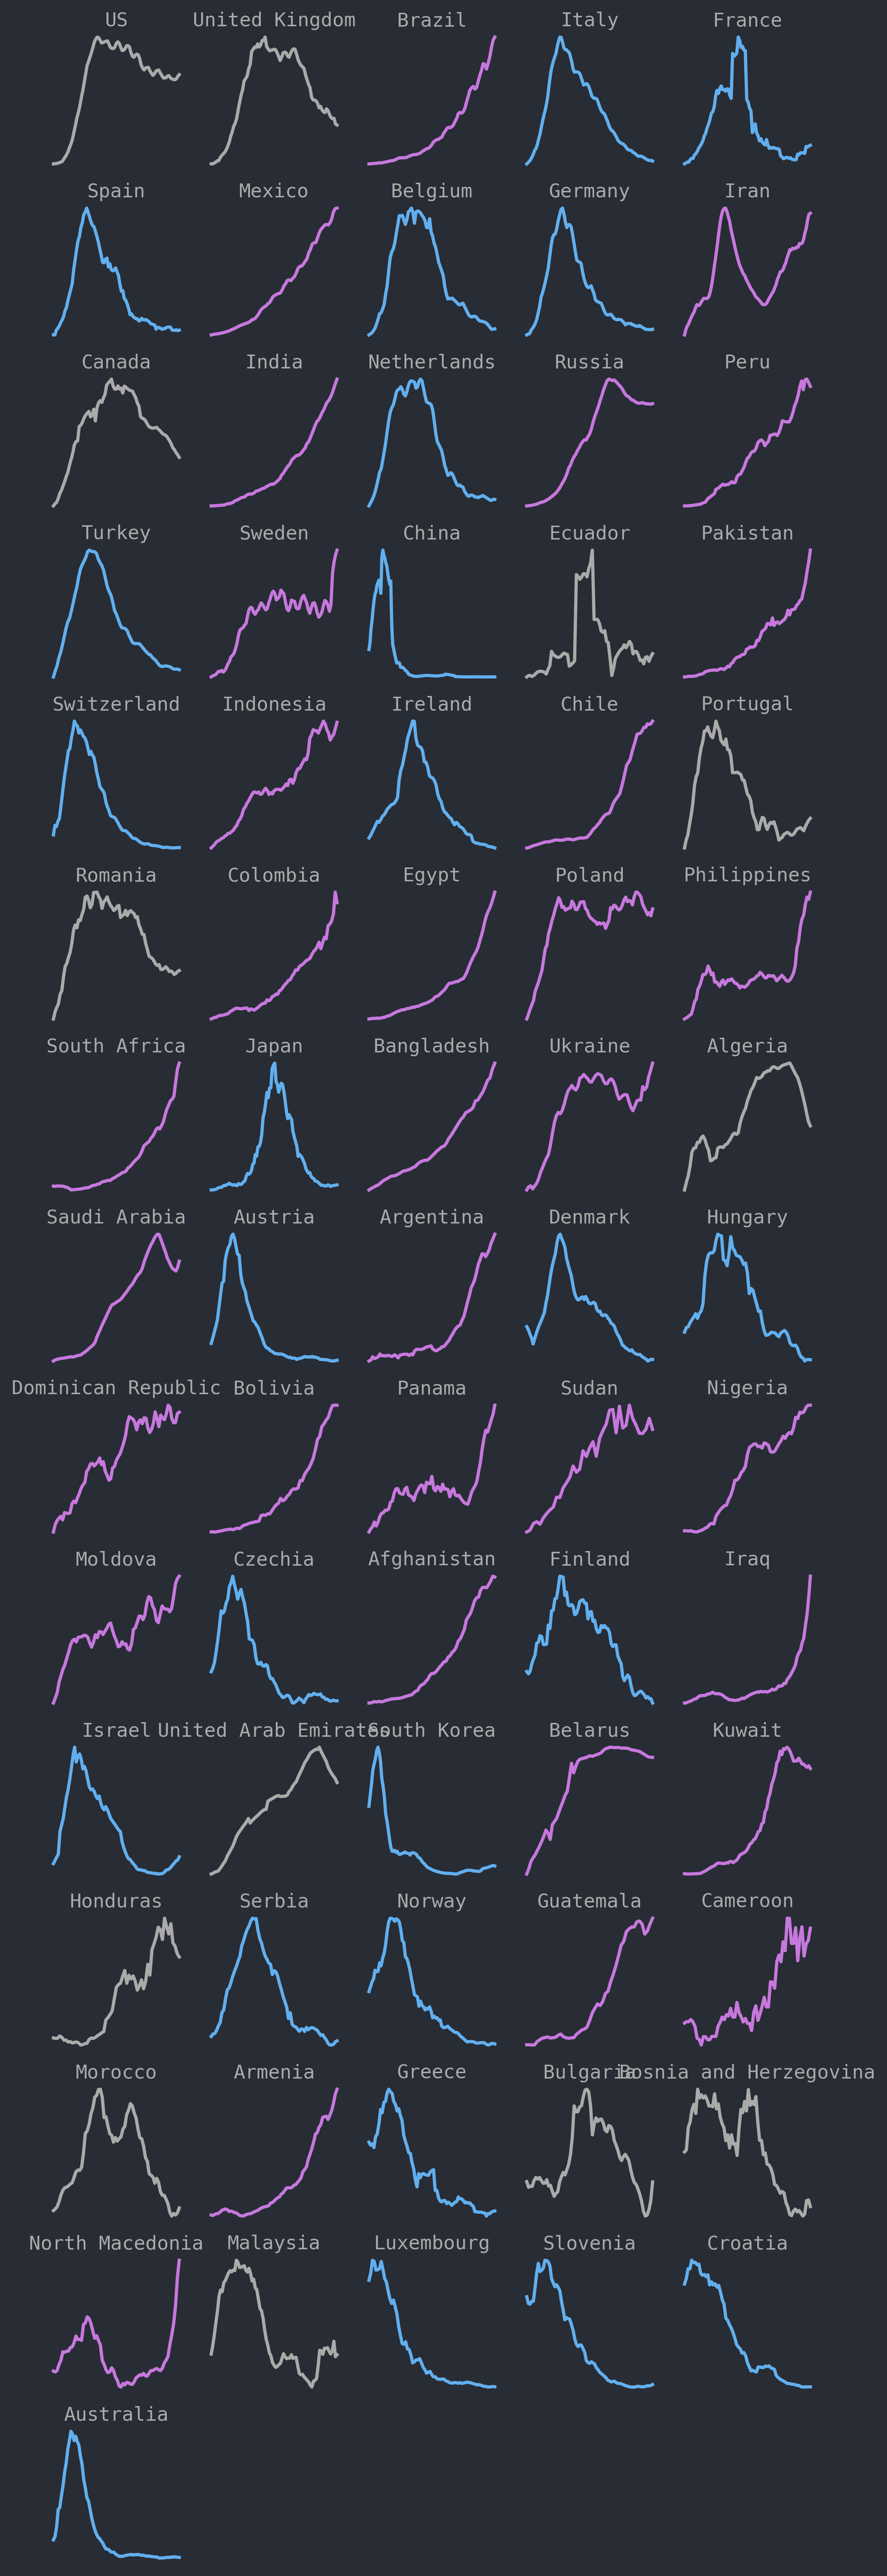 US United Kingdom Brazil Italy France
Spain Mexico Belgium Germany Iran
Canada India Netherlands Russia Peru
Turkey Sweden China Ecuador Pakistan
Switzerland Indonesia Ireland Chile Portugal
Romania Colombia Egypt Poland Philippines
South Africa Japan Bangladesh Ukraine Algeria
Saudi Arabia Austria Argentina Denmark Hungary
Dominican Republic Bolivia Panama Sudan Nigeria
Moldova Czechia Afghanistan Finland Iraq
Israel United Arab Emirates South Korea Belarus Kuwait
Honduras Serbia Norway Guatemala Cameroon
Morocco Armenia Greece Bulgaria Bosnia and Herzegovina
North Macedonia Malaysia Luxembourg Slovenia Croatia
Australia